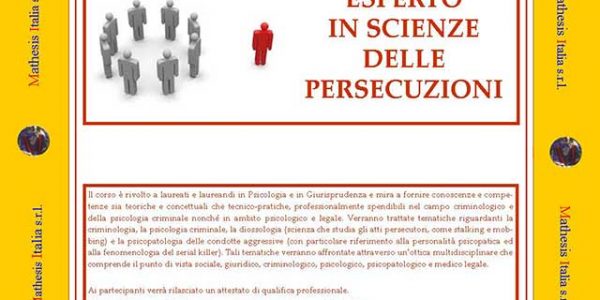 ESPERTO
IN SCIENZE
DELLE
PERSECUZIONI
Il corso è rivolto a laureati e laureandi in Psicologia e in Giurisprudenza e mira a fornire conoscenze e compe-
tenze sia teoriche e concettuali che tecnico-pratiche, professionalmente spendibili nel campo criminologico e
della psicologia criminale nonché in ambito psicologico e legale. Verranno trattate tematiche riguardanti la
criminologia, la psicologia criminale, la diossologia (scienza che studia gli atti persecutori, come stalking e mob-
bing) e la psicopatologia delle condotte aggressive (con particolare riferimento alla personalità psicopatica ed
alla fenomenologia del serial killer). Tali tematiche verranno affrontate attraverso un'ottica multidisciplinare che
comprende il punto di vista sociale, giuridico, criminologico, psicologico, psicopatologico e medico legale.
Ai partecipanti verrà rilasciato un attestato di qualifica professionale.
Mathesis Italia s.r.l.
Mathesis Italia s.r.l.
Mathesis Italia s.r.l.
Mathesis Italia s.r.l.